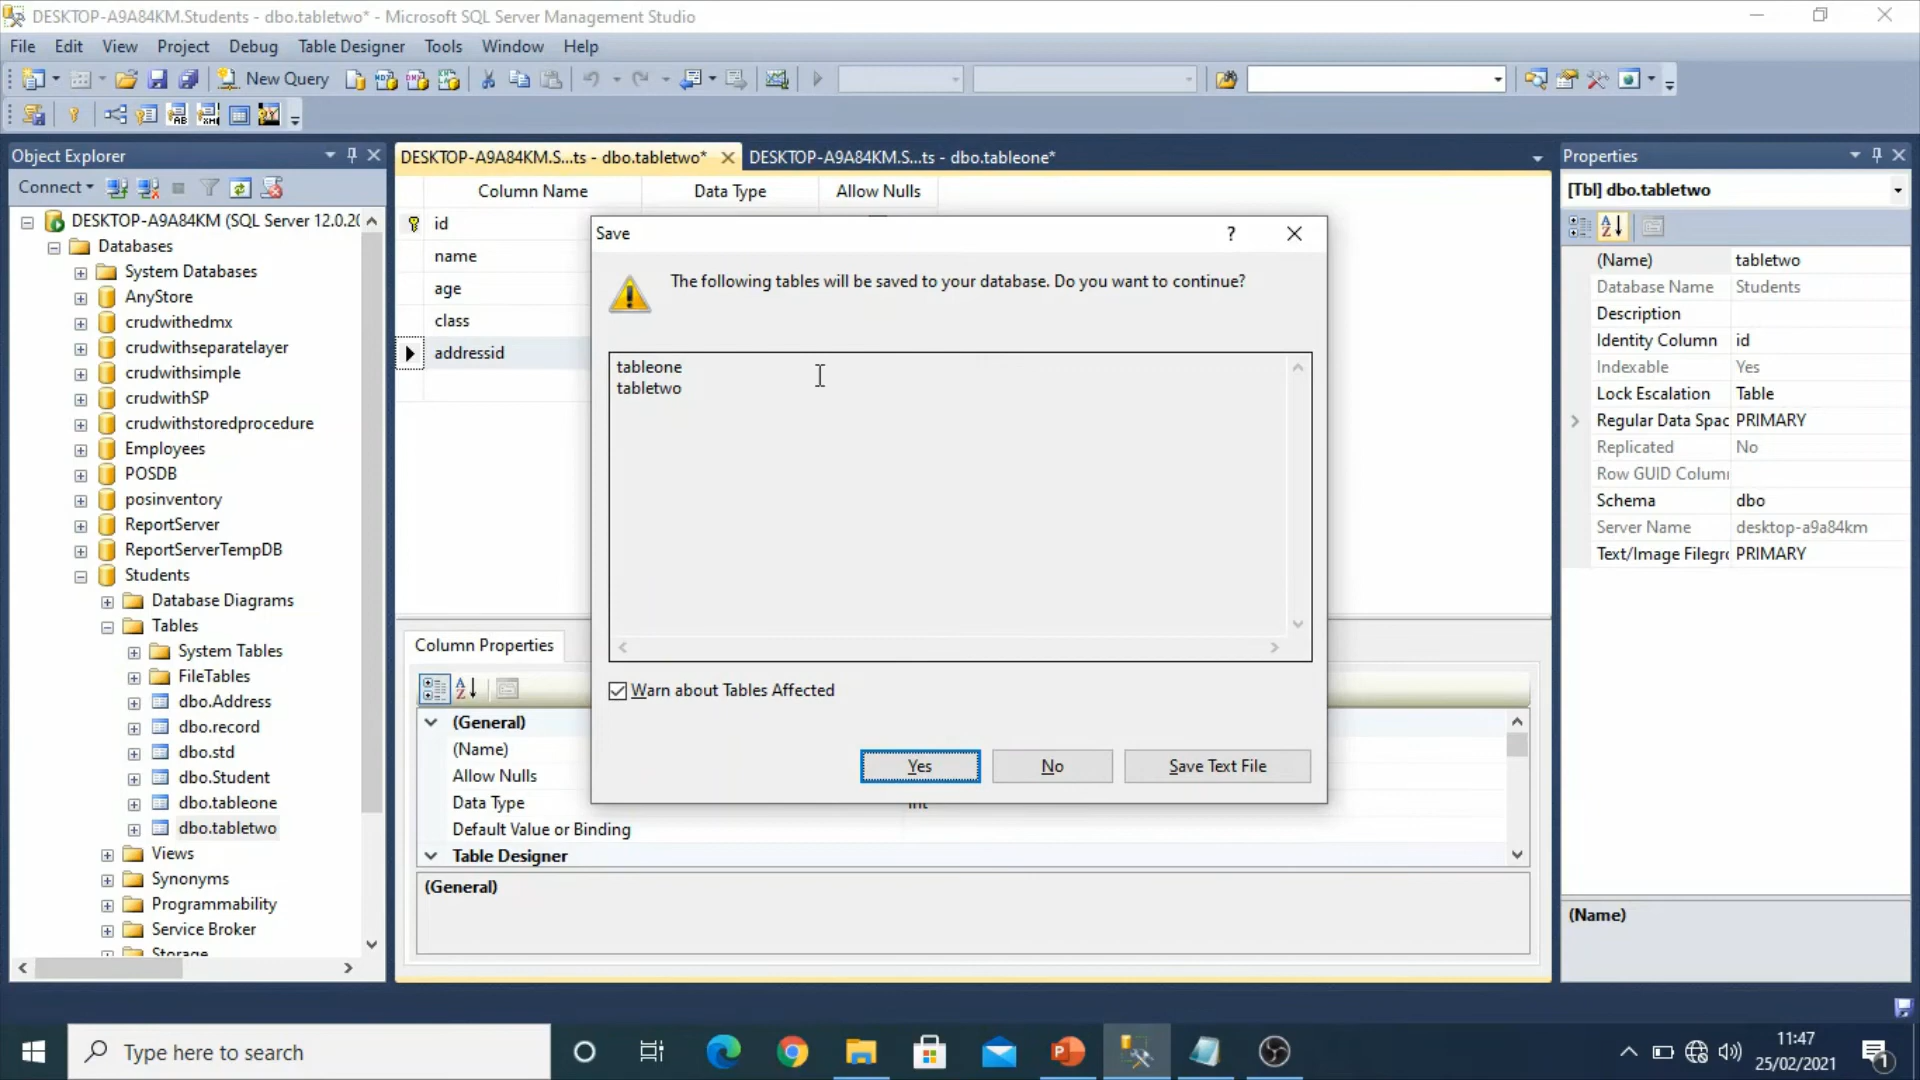 DESKTOP-A9A84KM.Students - dbo.tabletwo* - Microsoft SQL Server Management Studio
File Edit View Project Debug Table Designer Tools Window Help
New Query
Object Explorer
Connect
DESKTOP-A9A84KM (SQL Server 12.0.20
Databases
System Databases
AnyStore
crudwithedmx
crudwithseparatelayer
crudwithsimple
crudwithSP
crudwithstoredprocedure
Employees
POSDB
posinventory
ReportServer
ReportServerTempDB
Students
Database Diagrams
Tables
System Tables
FileTables
dbo.Address
dbo.record
dbo.std
dbo.Student
dbo.tableone
dbo.tabletwo
Views
Synonyms
Programmability
Service Broker
Storage
DESKTOP-A9A84KM.S...ts - dbo.tabletwo* DESKTOP-A9A84KM.S...ts - dbo.tableone*
Column Name Data Type Allow Nulls
id
name
age
class
addressid
Save ?
The following tables will be saved to your database. Do you want to continue?
tableone
tabletwo
Warn about Tables Affected
Yes No Save Text File
Column Properties
(General)
(Name)
Allow Nulls
Data Type int
Default Value or Binding
Table Designer
(General)
Properties
[Tbl] dbo.tabletwo
(Name) tabletwo
Database Name Students
Description
Identity Column id
Indexable Yes
Lock Escalation Table
Regular Data Spac PRIMARY
Replicated No
Row GUID Colum
Schema dbo
Server Name desktop-a9a84km
Text/Image Filegr PRIMARY
(Name)
Type here to search
11:47
25/02/2021
1